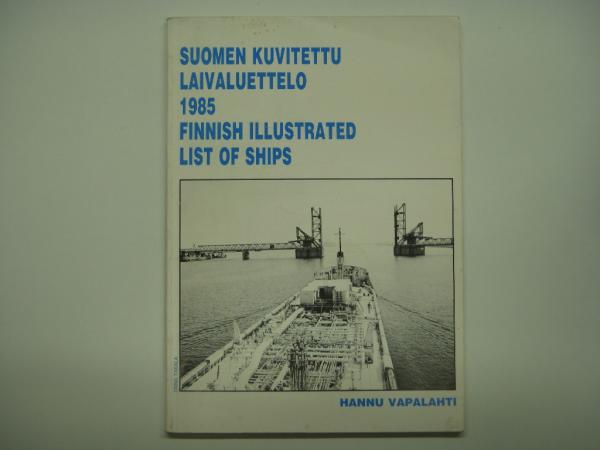 SUOMEN KUVITETTU
LAIVALUETTELO
1985
FINNISH ILLUSTRATED
LIST OF SHIPS
HANNU VAPALAHTI